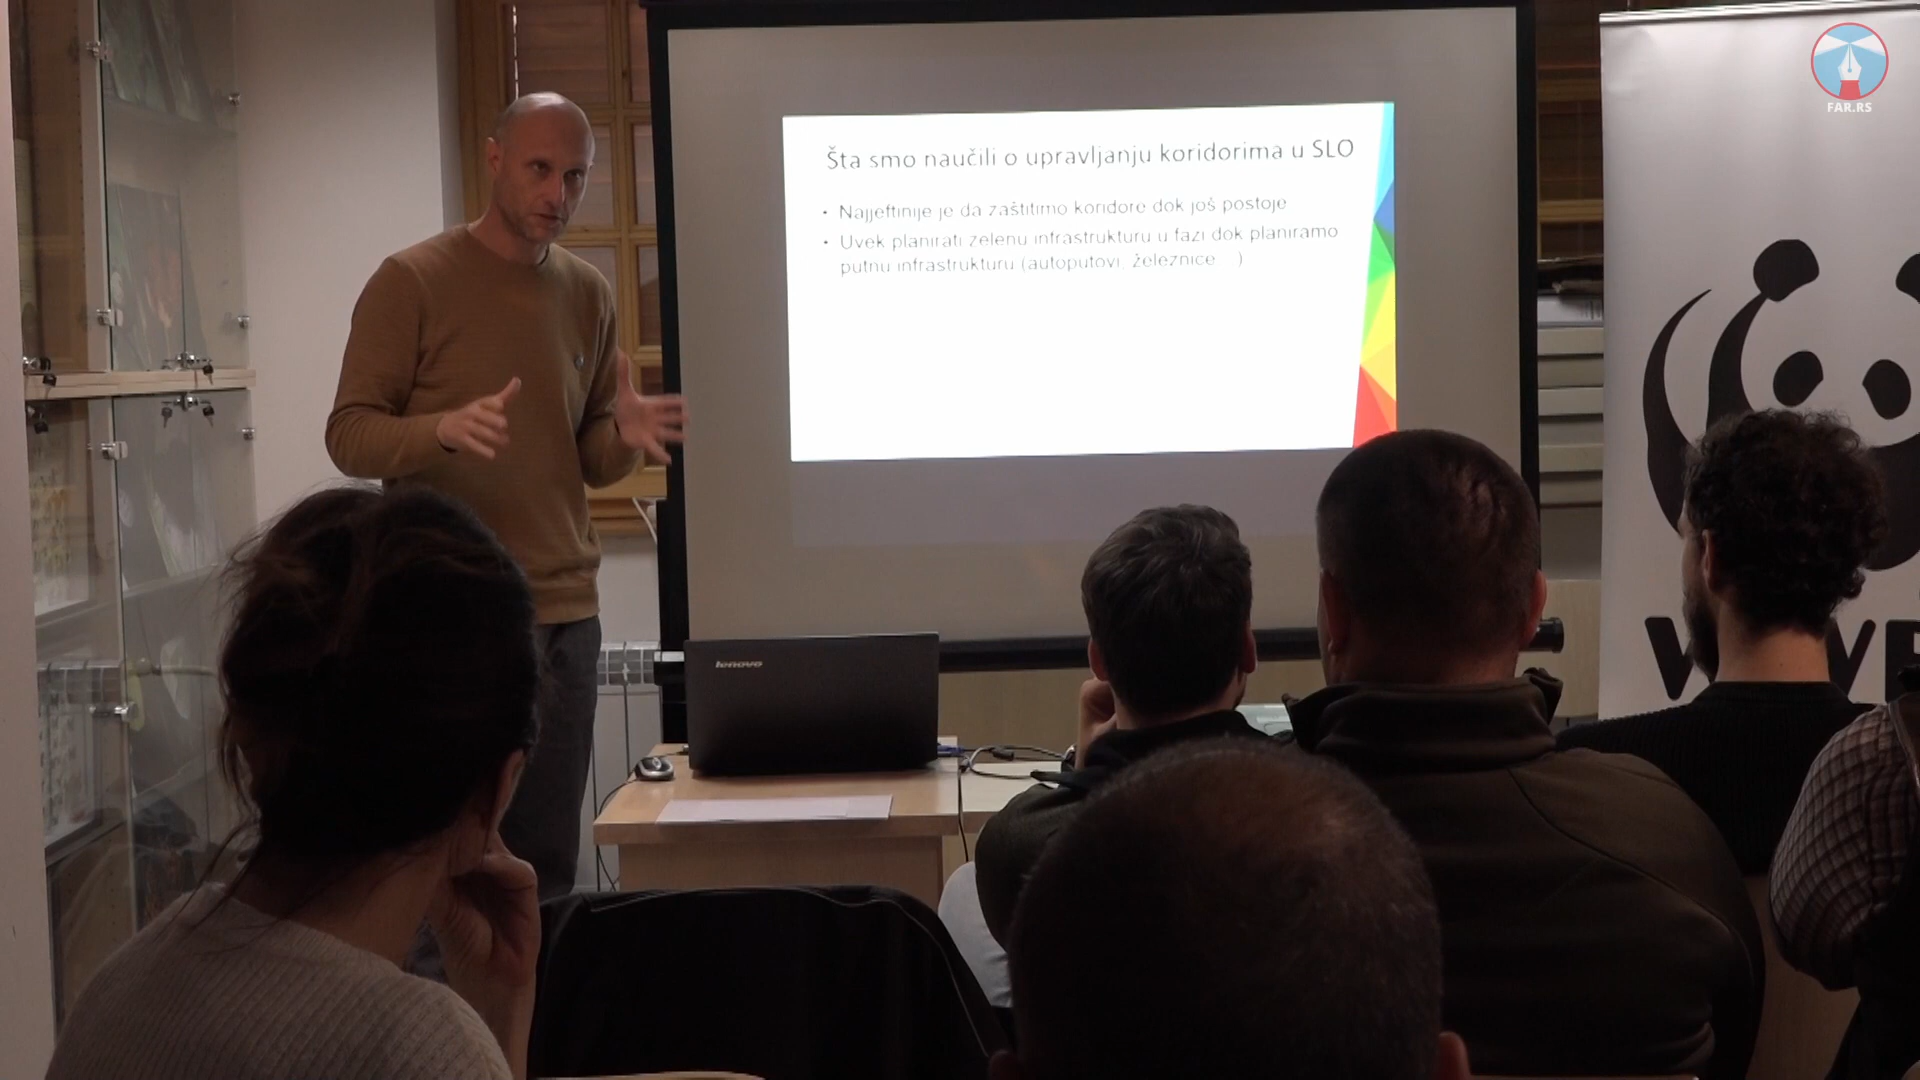 FAR.RS
Šta smo naučili o upravljanju koridorima u SLO
• Najjeftinije je da zaštitimo koridore dok još postoje
• Uvek planirati zelenu infrastrukturu u fazi dok planiramo
putnu infrastrukturu (autoputovi, železnice ...)
lenovo